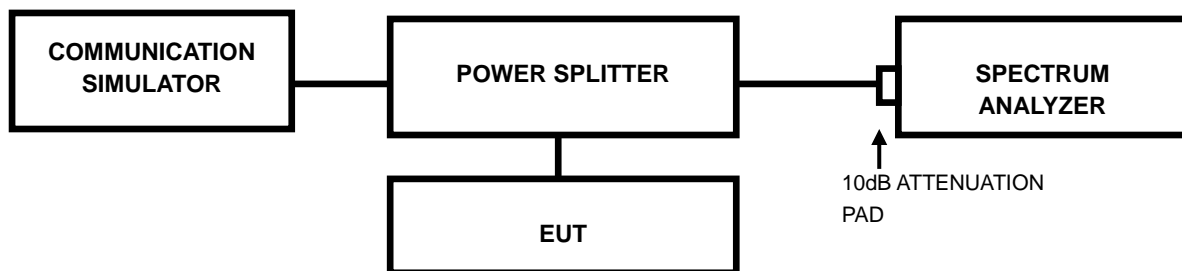 COMMUNICATION
SIMULATOR
POWER SPLITTER
SPECTRUM
ANALYZER
10dB ATTENUATION
PAD
EUT